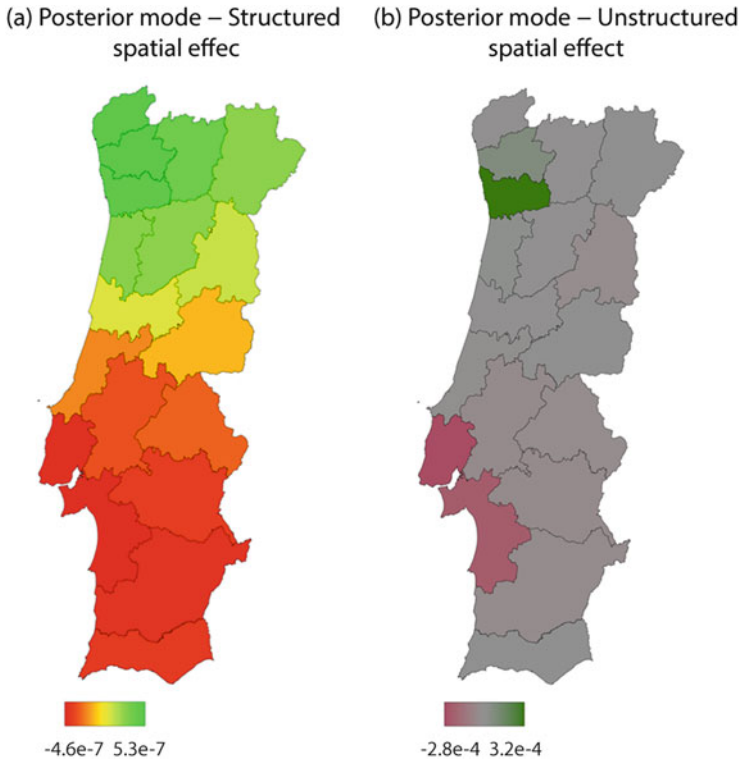 (a) Posterior mode – Structured
spatial effec
(b) Posterior mode – Unstructured
spatial effect
-4.6e-7 5.3e-7
-2.8e-4 3.2e-4